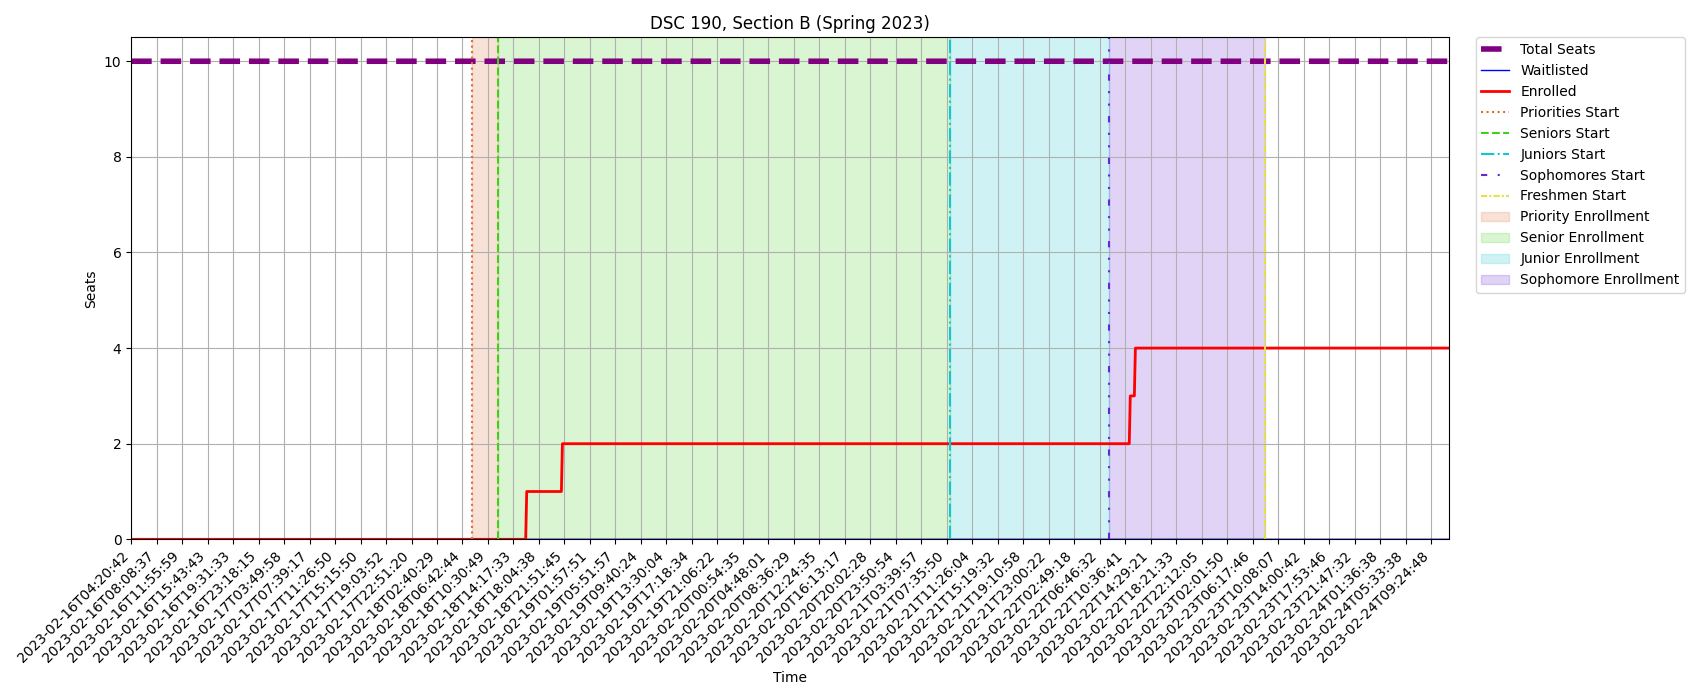 DSC 190, Section B (Spring 2023)
Seats
10
8
6
4
2
0
2023-02-16T04:20:42
2023-02-16T08:08:37
2023-02-16T11:55:59
2023-02-16T15:43:43
2023-02-16T19:31:33
2023-02-16T23:18:15
2023-02-17T03:49:58
2023-02-17T07:39:17
2023-02-17T11:26:50
2023-02-17T15:15:50
2023-02-17T19:03:52
2023-02-17T22:51:20
2023-02-18T02:40:29
2023-02-18T06:42:44
2023-02-18T10:30:49
2023-02-18T14:17:33
2023-02-18T18:04:38
2023-02-18T21:51:45
2023-02-19T01:57:51
2023-02-19T05:51:57
2023-02-19T09:40:24
2023-02-19T13:30:04
2023-02-19T17:18:34
2023-02-19T21:06:22
2023-02-20T00:54:35
2023-02-20T04:48:01
2023-02-20T08:36:29
2023-02-20T12:24:35
2023-02-20T16:13:17
2023-02-20T20:02:28
2023-02-20T23:50:54
2023-02-21T03:39:57
2023-02-21T07:35:50
2023-02-21T11:26:04
2023-02-21T15:19:32
2023-02-21T19:10:58
2023-02-21T23:00:22
2023-02-22T02:49:18
2023-02-22T06:46:32
2023-02-22T10:36:41
2023-02-22T14:29:21
2023-02-22T18:21:33
2023-02-22T22:12:05
2023-02-23T02:01:50
2023-02-23T06:17:46
2023-02-23T10:08:07
2023-02-23T14:00:42
2023-02-23T17:53:46
2023-02-23T21:47:32
2023-02-24T01:36:38
2023-02-24T05:33:38
2023-02-24T09:24:48
Time
Total Seats
Waitlisted
Enrolled
Priorities Start
Seniors Start
Juniors Start
Sophomores Start
Freshmen Start
Priority Enrollment
Senior Enrollment
Junior Enrollment
Sophomore Enrollment